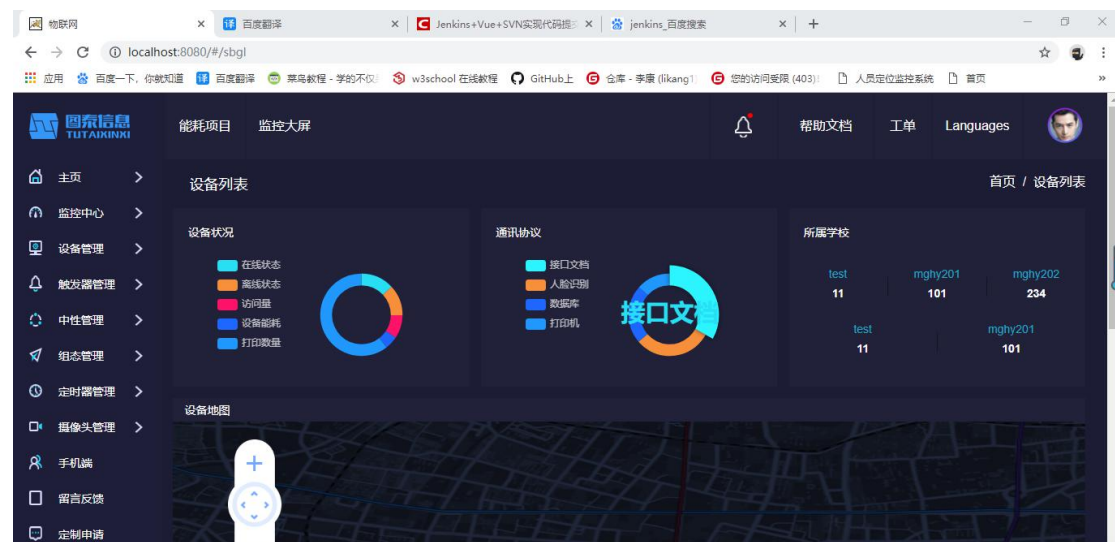 物联网
百度翻译
Jenkins+Vue+SVN实现代码提
jenkins_百度搜索
localhost:8080/#/sbgl
应用 百度一下，你就知道 百度翻译 菜鸟教程 - 学的不仅 w3school 在线教程 GitHub上 仓库 - 李康 (likang1 您的访问受限 (403)! 人员定位监控系统 首页
图泰信息
TUTAIXINXI
能耗项目 监控大屏 帮助文档 工单 Languages
主页
监控中心
设备管理
触发器管理
中性管理
组态管理
定时器管理
摄像头管理
手机端
留言反馈
定制申请
设备列表
首页 / 设备列表
设备状况
在线状态
离线状态
访问量
设备能耗
打印数量
通讯协议
接口文档
人脸识别
数据库
打印机
接口文档
所属学校
test mghy201 mghy202
11 101 234
test mghy201
11 101
设备地图